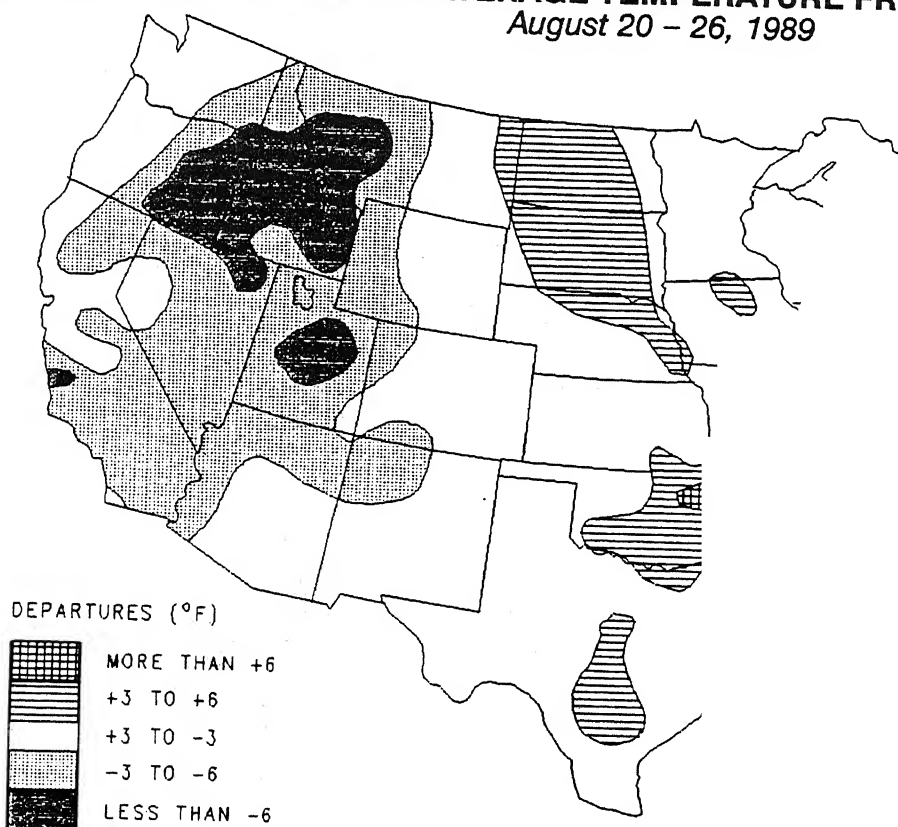 TEMPERATURE
August 20 – 26, 1989
DEPARTURES (°F)
MORE THAN +6
+3 TO +6
+3 TO -3
-3 TO -6
LESS THAN -6